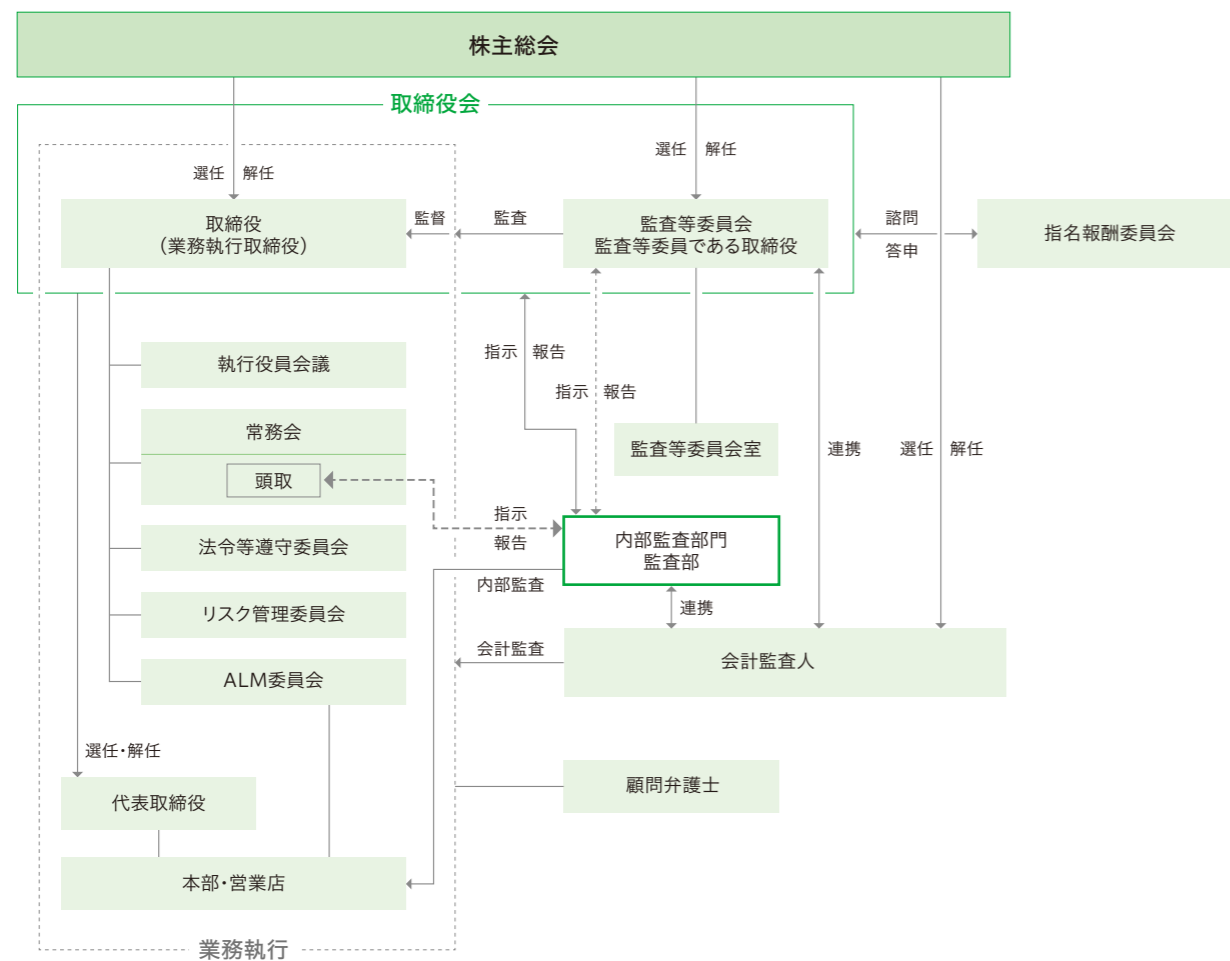 株主総会
取締役会
選任 解任
選任 解任
取締役
（業務執行取締役）
監督
監査
監査等委員会
監査等委員である取締役
諮問
答申
指名報酬委員会
執行役員会議
指示 報告
指示 報告
常務会
頭取
監査等委員会室
連携
選任 解任
指示
報告
内部監査部門
監査部
法令等遵守委員会
内部監査
リスク管理委員会
連携
会計監査
会計監査人
ALM委員会
選任・解任
代表取締役
顧問弁護士
本部・営業店
業務執行